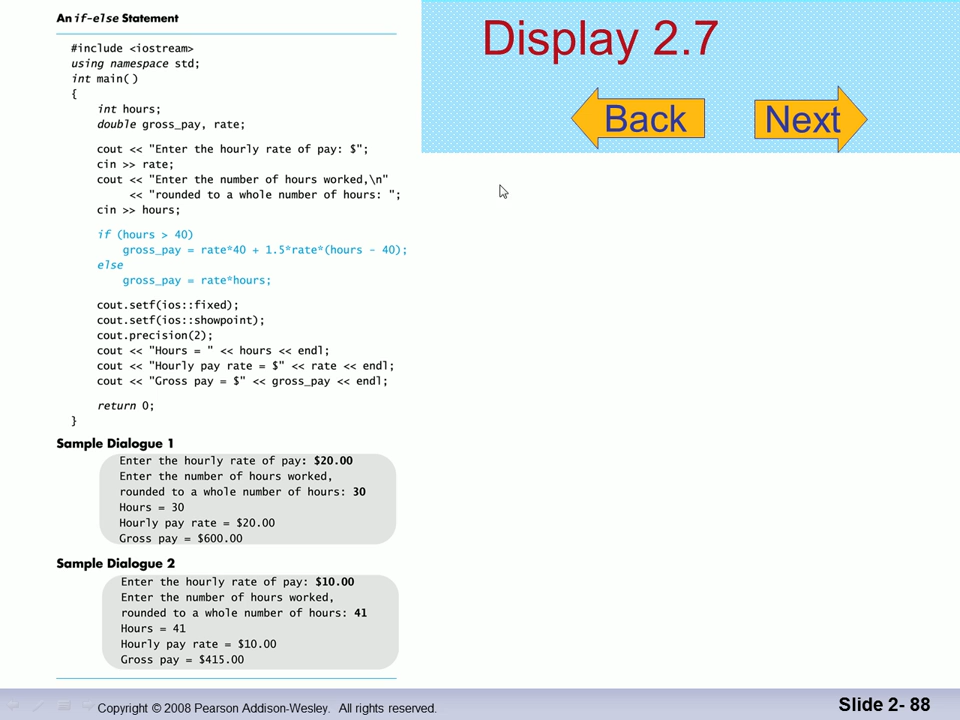 An if-else Statement
#include <iostream>
using namespace std;
int main( )
{
int hours;
double gross_pay, rate;
cout << "Enter the hourly rate of pay: $";
cin >> rate;
cout << "Enter the number of hours worked,\n"
<< "rounded to a whole number of hours: ";
cin >> hours;
if (hours > 40)
gross_pay = rate*40 + 1.5*rate*(hours - 40);
else
gross_pay = rate*hours;
cout.setf(ios::fixed);
cout.setf(ios::showpoint);
cout.precision(2);
cout << "Hours = " << hours << endl;
cout << "Hourly pay rate = $" << rate << endl;
cout << "Gross pay = $" << gross_pay << endl;
return 0;
}
Sample Dialogue 1
Enter the hourly rate of pay: $20.00
Enter the number of hours worked,
rounded to a whole number of hours: 30
Hours = 30
Hourly pay rate = $20.00
Gross pay = $600.00
Sample Dialogue 2
Enter the hourly rate of pay: $10.00
Enter the number of hours worked,
rounded to a whole number of hours: 41
Hours = 41
Hourly pay rate = $10.00
Gross pay = $415.00
Display 2.7
Back
Next
Copyright © 2008 Pearson Addison-Wesley. All rights reserved.
Slide 2- 88